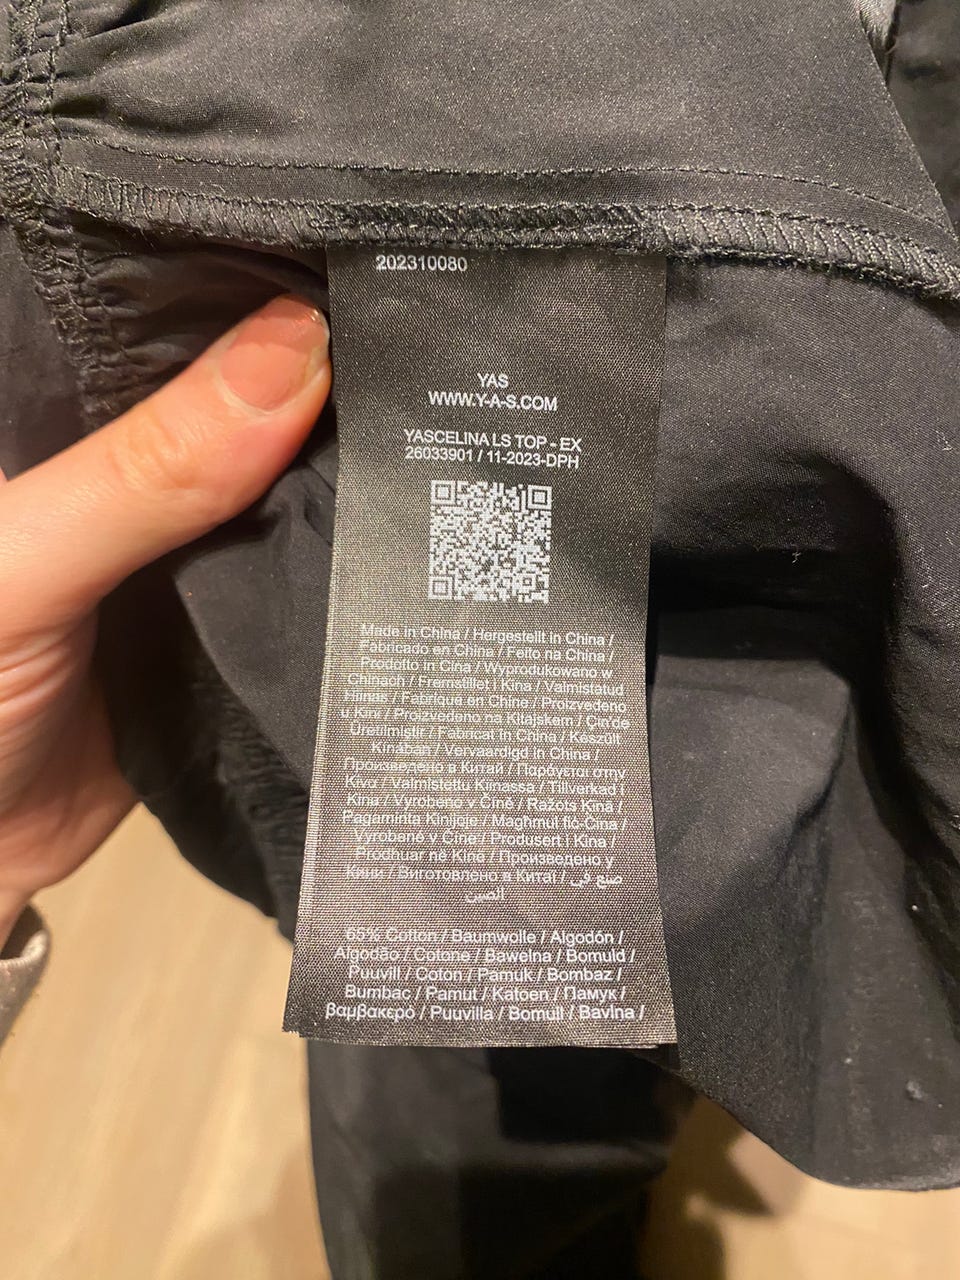 202310080
YAS
WWW.Y-A-S.COM
YASCELINA LS TOP - EX
26033901 / 11-2023-DPH
Made in China / Hergestellt in China /
Fabricado en China / Feito na China /
Prodotto in Cina / Wyprodukowano w
Chinach / Fremstillet i Kina / Valmistatud
Hiinas / Fabriqué en Chine / Proizvedeno
u Kini / Proizvedeno na Kitajskem / Çin'de
Üretilmiştir / Fabricat in China / Készült
Kínában / Vervaardigd in China /
Произведено в Китай / Παράγεται στην
Κίνα / Valmistettu Kiinassa / Tillverkad i
Kina / Vyrobeno v Číně / Ražots Ķīnā /
Pagaminta Kinijoje / Magħmul fiċ-Ċina /
Vyrobené v Číne / Produsert i Kina /
Prodhuar në Kinë / Произведено у
Кини / Виготовлено в Китаї / صنع في
الصين
65% Cotton / Baumwolle / Algodón /
Algodão / Cotone / Bawełna / Bomuld /
Puuvill / Coton / Pamuk / Bombaž /
Bumbac / Pamut / Katoen / Памук /
βαμβακερό / Puuvilla / Bomull / Bavlna /